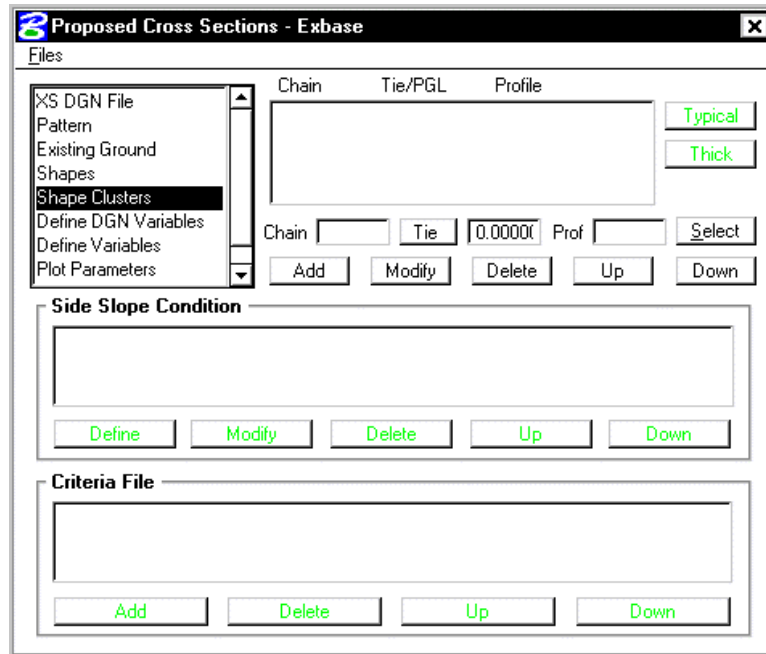 Proposed Cross Sections - Exbase
Files
XS DGN File
Pattern
Existing Ground
Shapes
Shape Clusters
Define DGN Variables
Define Variables
Plot Parameters
Chain Tie/PGL Profile
Typical
Thick
Chain Tie 0.0000( Prof Select
Add Modify Delete Up Down
Side Slope Condition
Define Modify Delete Up Down
Criteria File
Add Delete Up Down